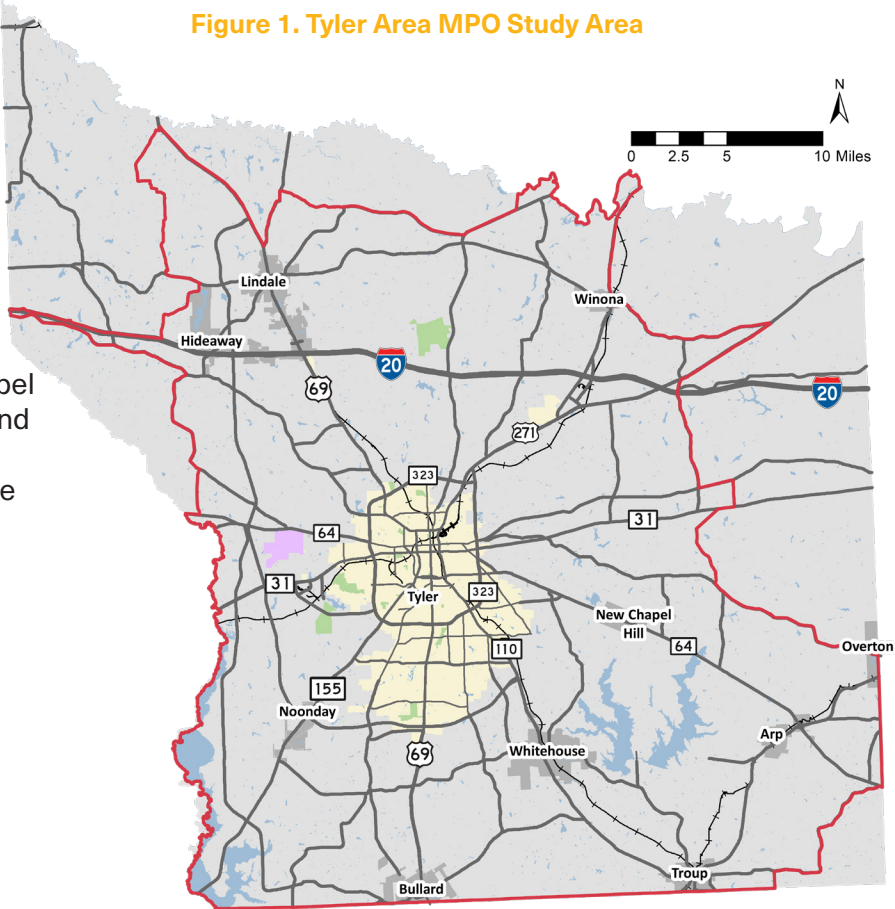 Figure 1. Tyler Area MPO Study Area
N
0 2.5 5 10 Miles
Lindale
Winona
Hideaway
20
69
20
pel
nd
271
323
e
31
64
31
Tyler
323
New Chapel
Hill
110
64
Overton
155
Noonday
69
Whitehouse
Arp
Troup
Bullard